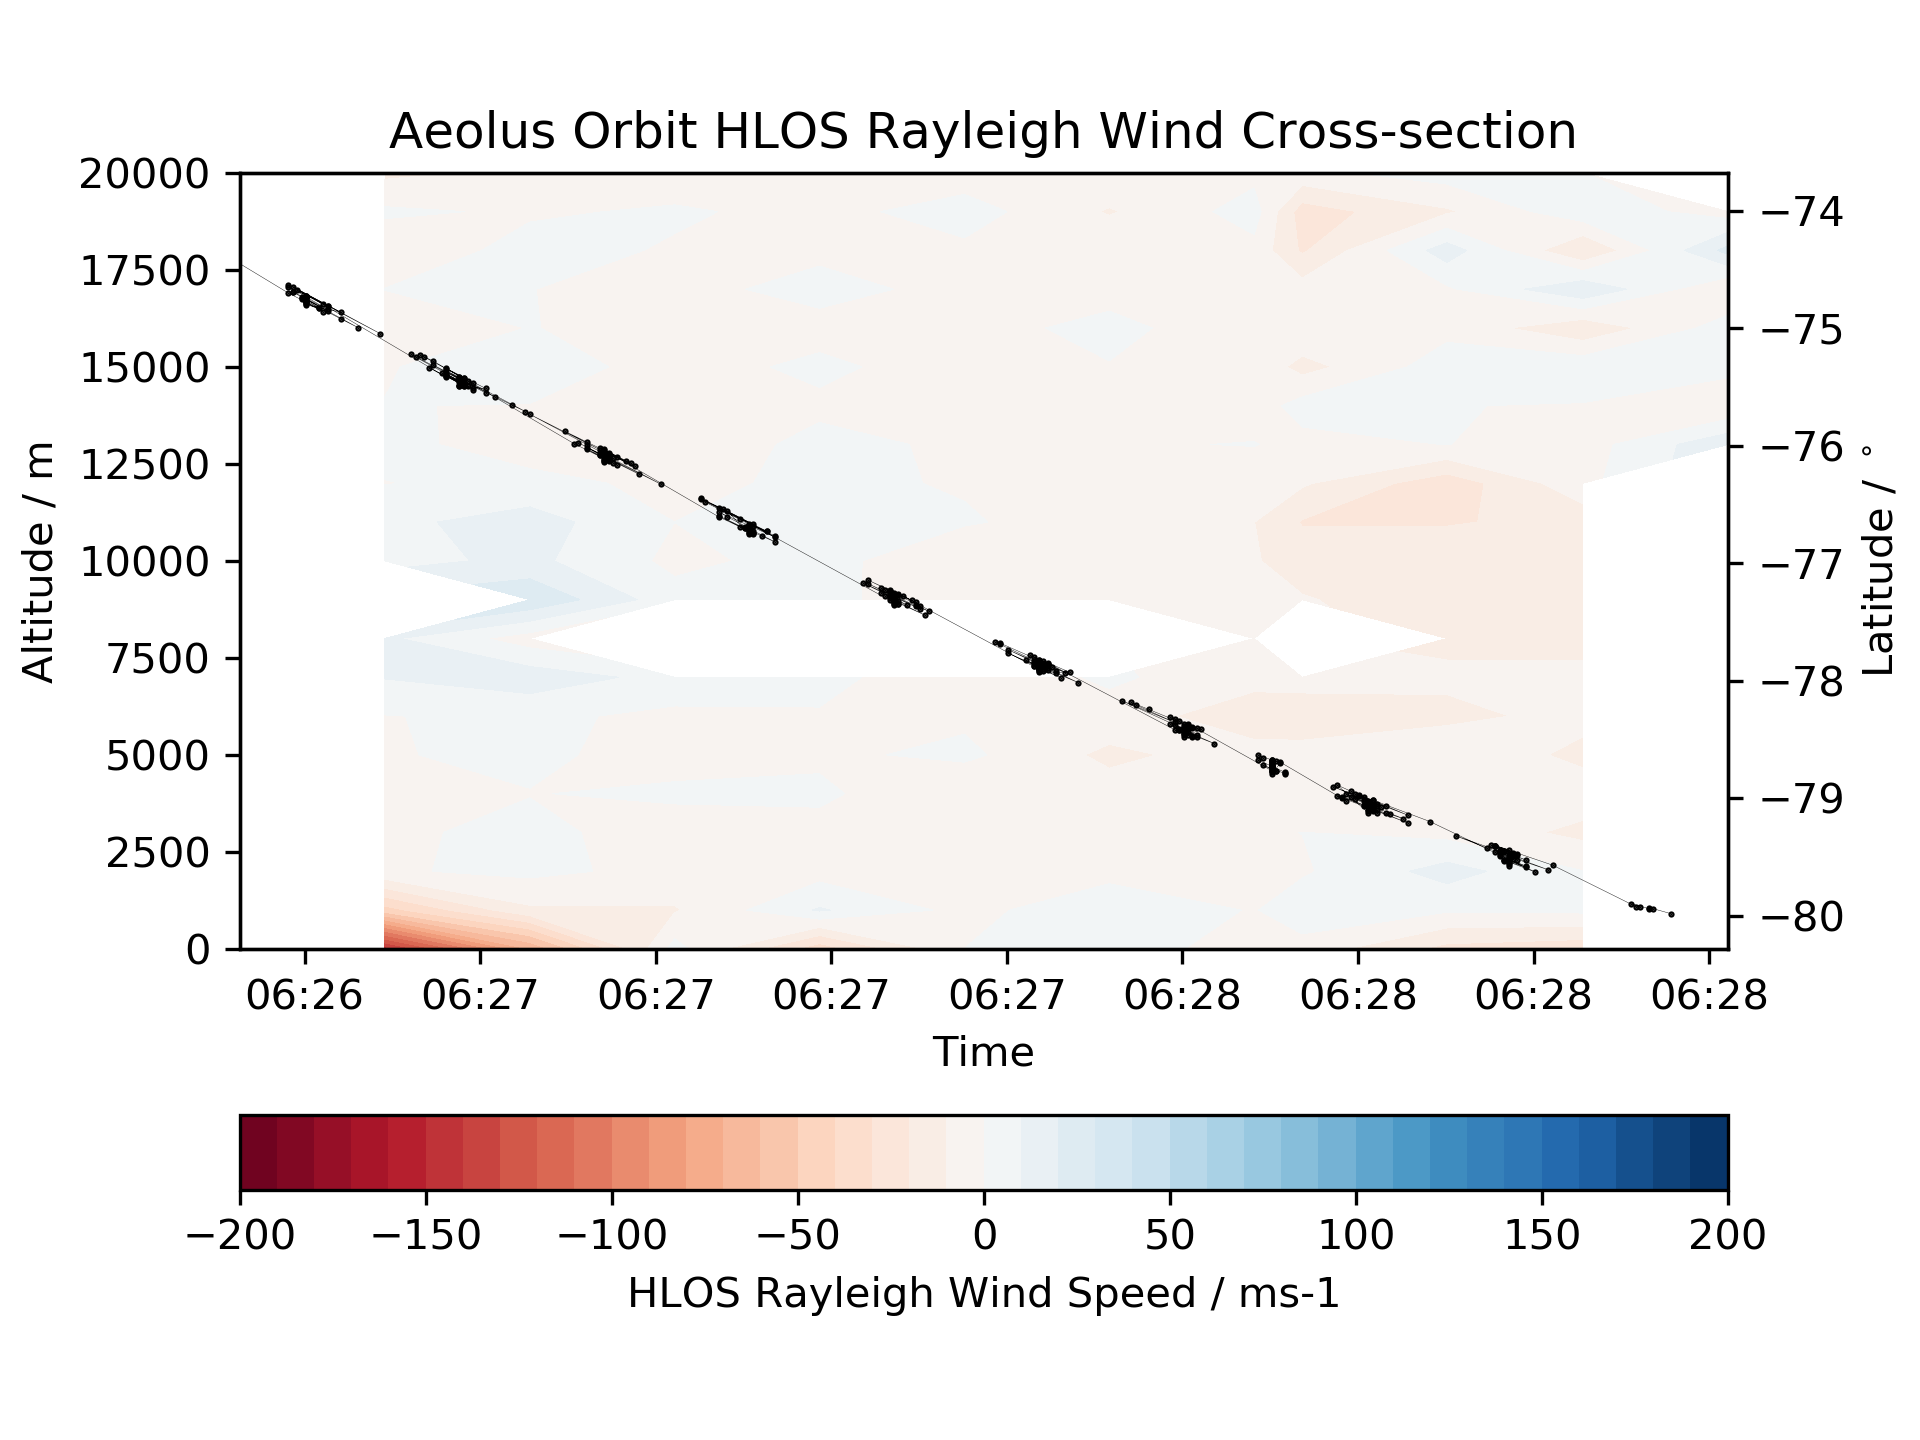 Aeolus Orbit HLOS Rayleigh Wind Cross-section
20000
17500
15000
12500
10000
7500
5000
2500
0
Altitude / m
−74
−75
−76
−77
−78
−79
−80
Latitude / °
06:26 06:27 06:27 06:27 06:27 06:28 06:28 06:28 06:28
Time
−200 −150 −100 −50 0 50 100 150 200
HLOS Rayleigh Wind Speed / ms-1